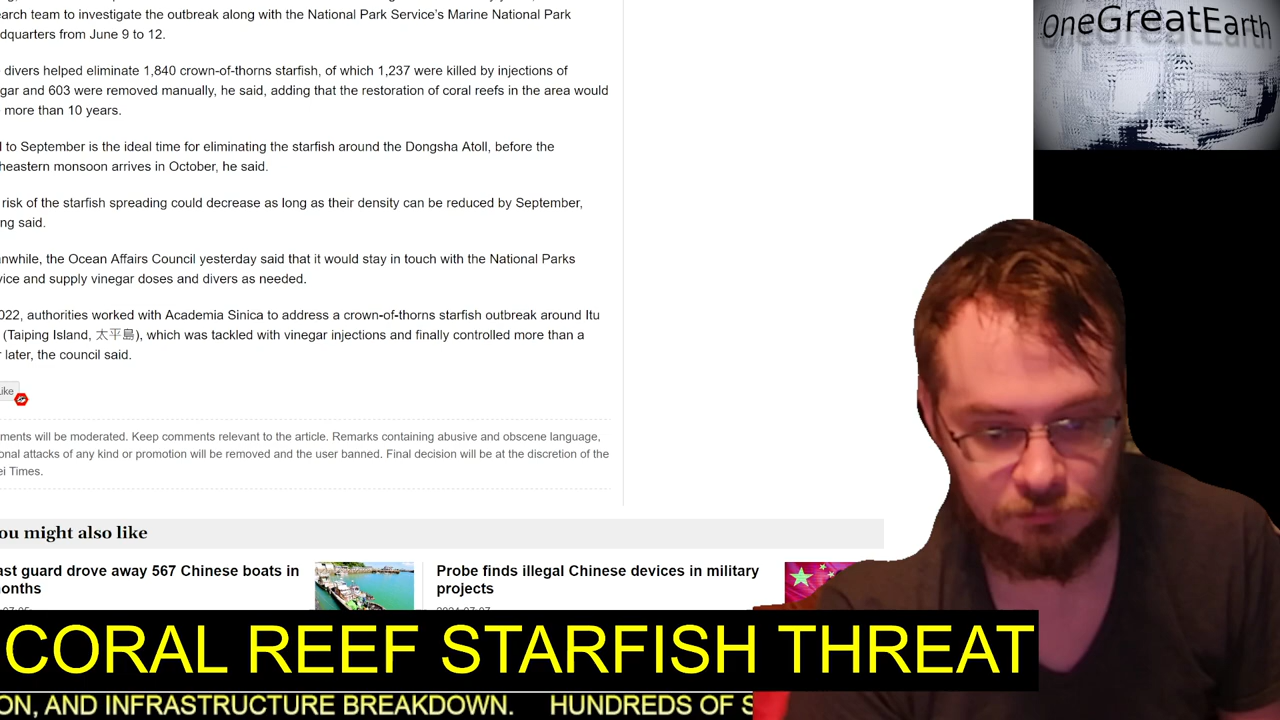 arch team to investigate the outbreak along with the National Park Service's Marine National Park
dquarters from June 9 to 12.
divers helped eliminate 1,840 crown-of-thorns starfish, of which 1,237 were killed by injections of
gar and 603 were removed manually, he said, adding that the restoration of coral reefs in the area would
more than 10 years.
to September is the ideal time for eliminating the starfish around the Dongsha Atoll, before the
heastern monsoon arrives in October, he said.
risk of the starfish spreading could decrease as long as their density can be reduced by September,
ng said.
nwhile, the Ocean Affairs Council yesterday said that it would stay in touch with the National Parks
vice and supply vinegar doses and divers as needed.
022, authorities worked with Academia Sinica to address a crown-of-thorns starfish outbreak around Itu
(Taiping Island, 太平島), which was tackled with vinegar injections and finally controlled more than a
later, the council said.
ike
ments will be moderated. Keep comments relevant to the article. Remarks containing abusive and obscene language,
onal attacks of any kind or promotion will be removed and the user banned. Final decision will be at the discretion of the
ei Times.
ou might also like
ast guard drove away 567 Chinese boats in
onths
Probe finds illegal Chinese devices in military
projects
OneGreatEarth
CORAL REEF STARFISH THREAT
ON, AND INFRASTRUCTURE BREAKDOWN. HUNDREDS OF S